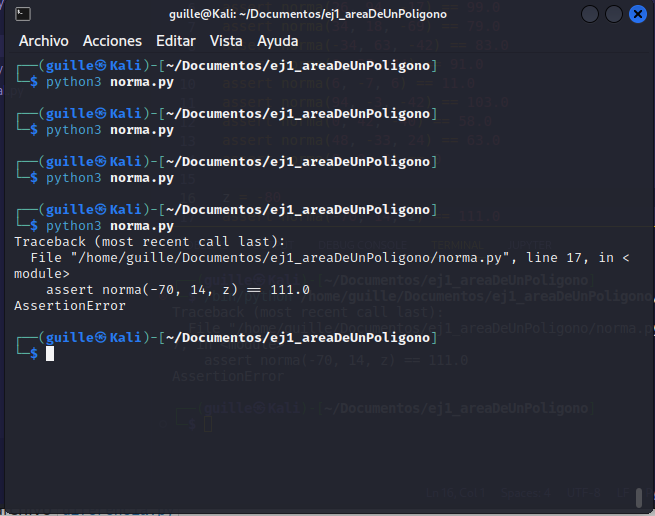 guille@Kali: ~/Documentos/ej1_areaDeUnPoligono
Archivo Acciones Editar Vista Ayuda
┌──(guille㉿Kali)-[~/Documentos/ej1_areaDeUnPoligono]
└─$ python3 norma.py
┌──(guille㉿Kali)-[~/Documentos/ej1_areaDeUnPoligono]
└─$ python3 norma.py
┌──(guille㉿Kali)-[~/Documentos/ej1_areaDeUnPoligono]
└─$ python3 norma.py
┌──(guille㉿Kali)-[~/Documentos/ej1_areaDeUnPoligono]
└─$ python3 norma.py
Traceback (most recent call last):
  File "/home/guille/Documentos/ej1_areaDeUnPoligono/norma.py", line 17, in <
module>
    assert norma(-70, 14, z) == 111.0
AssertionError
┌──(guille㉿Kali)-[~/Documentos/ej1_areaDeUnPoligono]
└─$